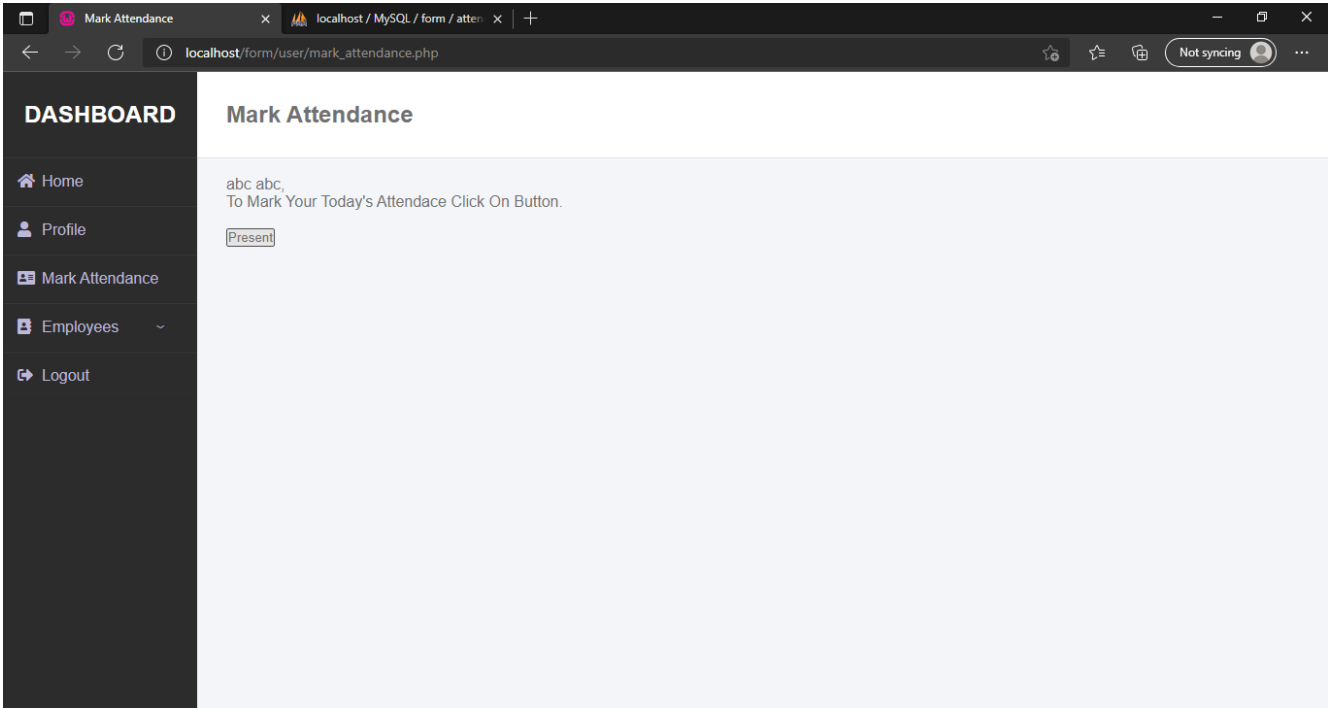 Mark Attendance
localhost / MySQL / form / atten
localhost/form/user/mark_attendance.php
Not syncing
DASHBOARD
Mark Attendance
Home
Profile
Mark Attendance
Employees
Logout
abc abc,
To Mark Your Today's Attendace Click On Button.
Present